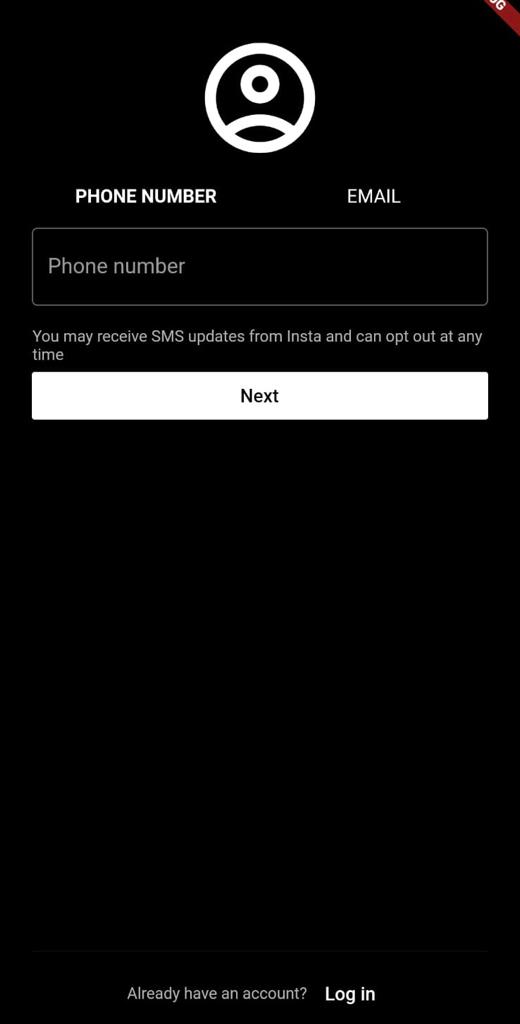 PHONE NUMBER
EMAIL
Phone number
You may receive SMS updates from Insta and can opt out at any
time
Next
Already have an account? Log in